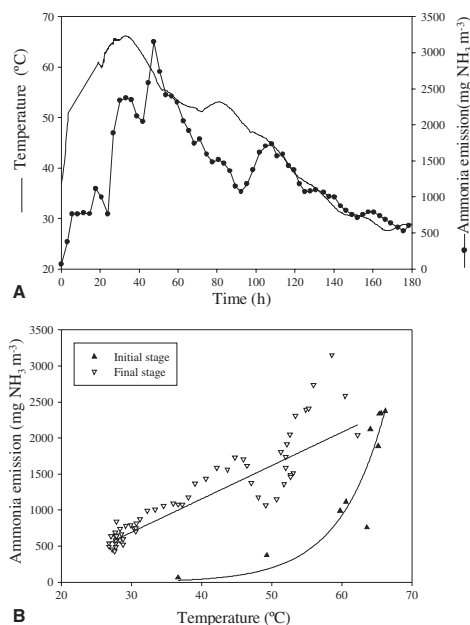 70
60
50
40
30
20
Temperature (ºC)
3500
3000
2500
2000
1500
1000
500
0
Ammonia emission(mg NH3 m-3)
0 20 40 60 80 100 120 140 160 180
Time (h)
A
3500
3000
2500
2000
1500
1000
500
0
Ammonia emission (mg NH3 m-3)
Initial stage
Final stage
20 30 40 50 60 70
Temperature (ºC)
B